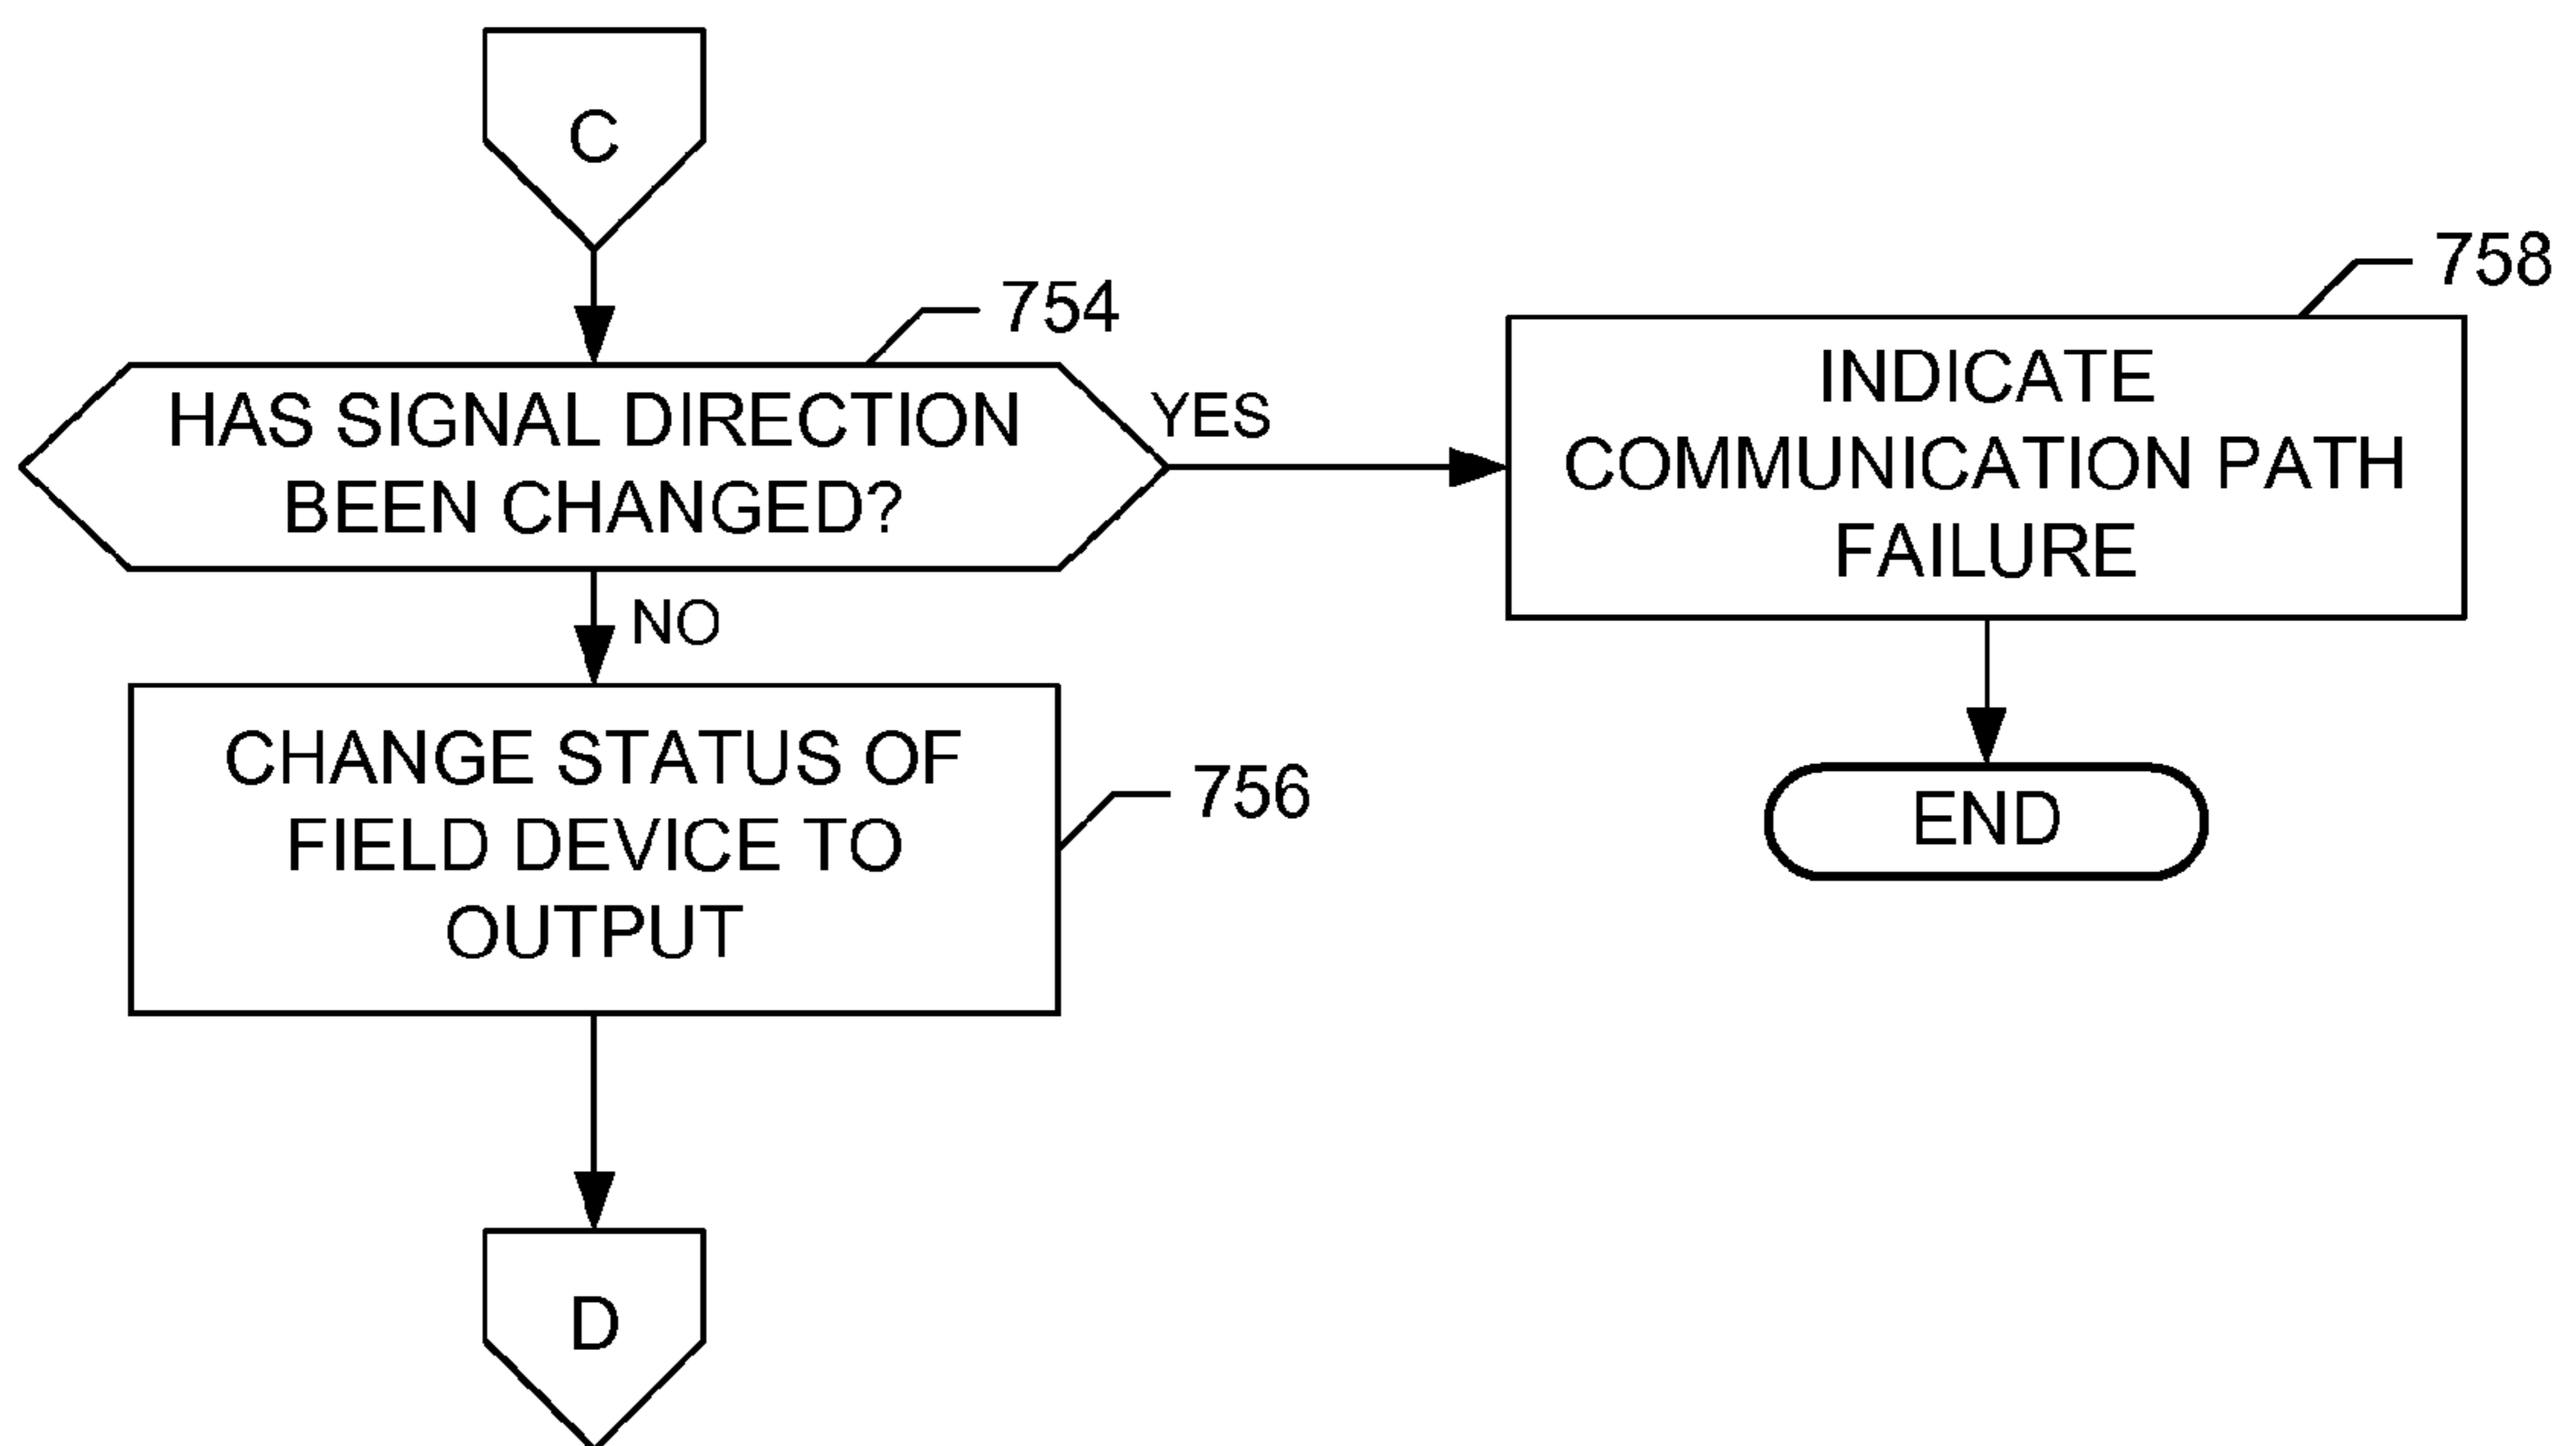 C
754
HAS SIGNAL DIRECTION
BEEN CHANGED?
YES
758
INDICATE
COMMUNICATION PATH
FAILURE
NO
CHANGE STATUS OF
FIELD DEVICE TO
OUTPUT
756
END
D